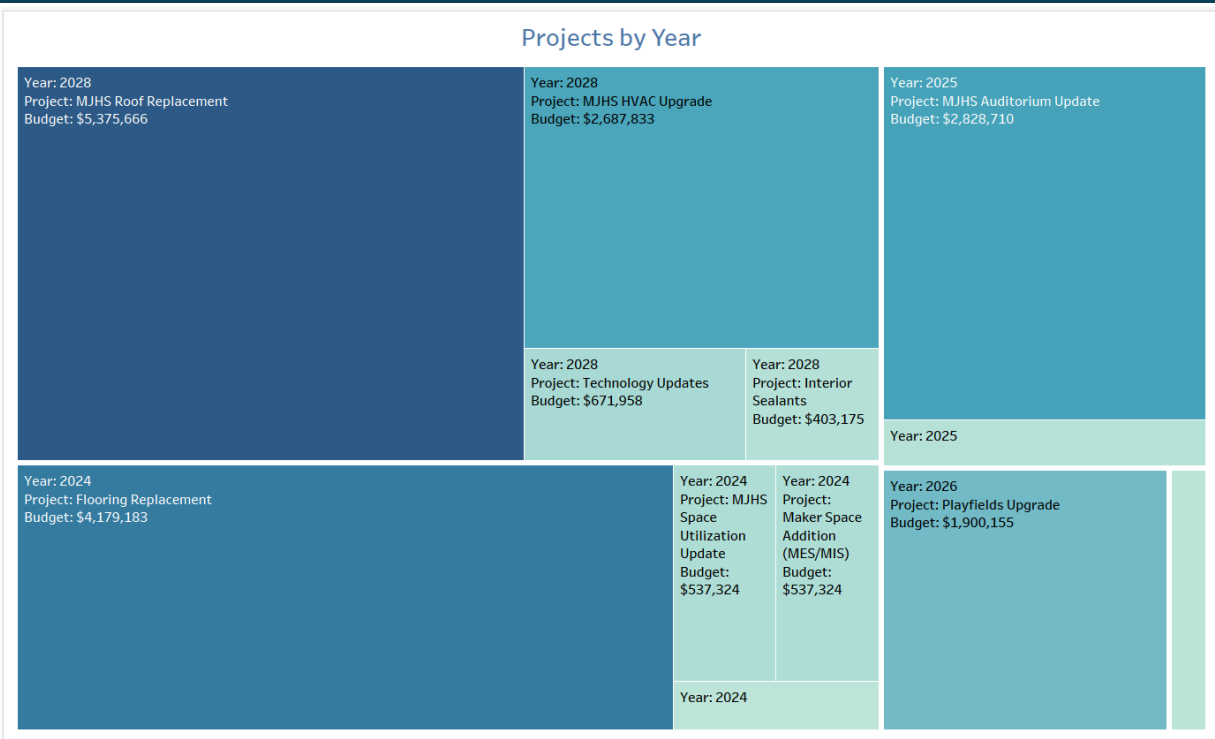 Projects by Year
Year: 2028
Project: MJHS Roof Replacement
Budget: $5,375,666
Year: 2028
Project: MJHS HVAC Upgrade
Budget: $2,687,833
Year: 2025
Project: MJHS Auditorium Update
Budget: $2,828,710
Year: 2028
Project: Technology Updates
Budget: $671,958
Year: 2028
Project: Interior
Sealants
Budget: $403,175
Year: 2025
Year: 2024
Project: Flooring Replacement
Budget: $4,179,183
Year: 2024
Project: MJHS
Space
Utilization
Update
Budget:
$537,324
Year: 2024
Project:
Maker Space
Addition
(MES/MIS)
Budget:
$537,324
Year: 2026
Project: Playfields Upgrade
Budget: $1,900,155
Year: 2024